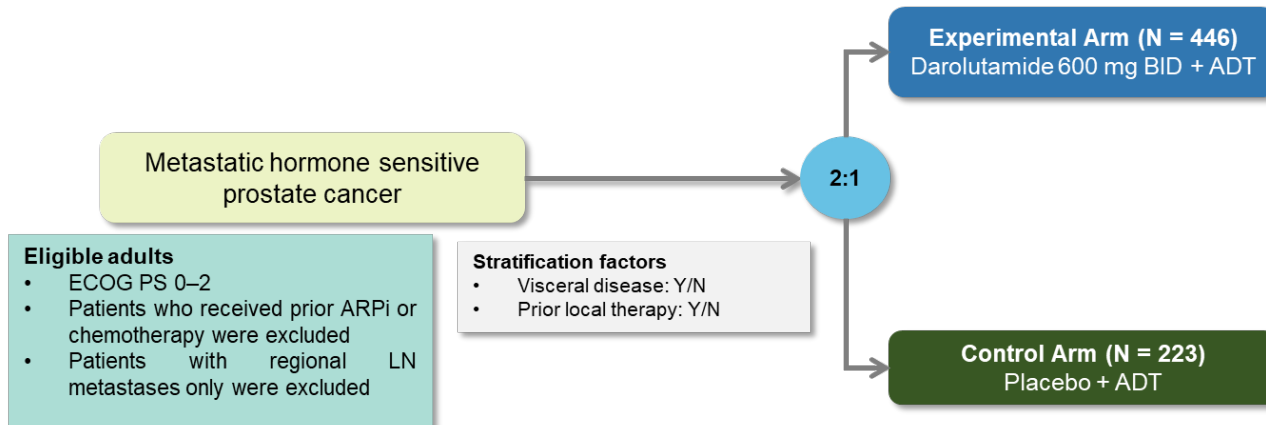 Experimental Arm (N = 446)
Darolutamide 600 mg BID + ADT
Metastatic hormone sensitive
prostate cancer
2:1
Eligible adults
• ECOG PS 0–2
• Patients who received prior ARPi or
chemotherapy were excluded
• Patients with regional LN
metastases only were excluded
Stratification factors
• Visceral disease: Y/N
• Prior local therapy: Y/N
Control Arm (N = 223)
Placebo + ADT